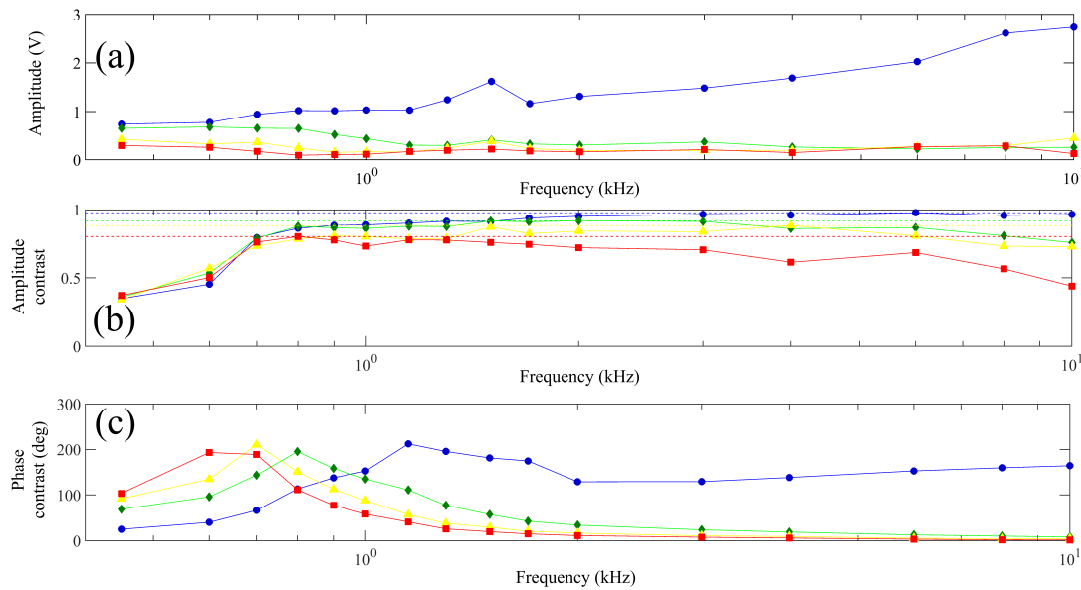 3
2
1
0
Amplitude (V)
(a)
10⁰
10
Frequency (kHz)
1
0.5
0
Amplitude
contrast
(b)
10⁰
10¹
Frequency (kHz)
300
200
100
0
Phase
contrast (deg)
(c)
10⁰
10¹
Frequency (kHz)